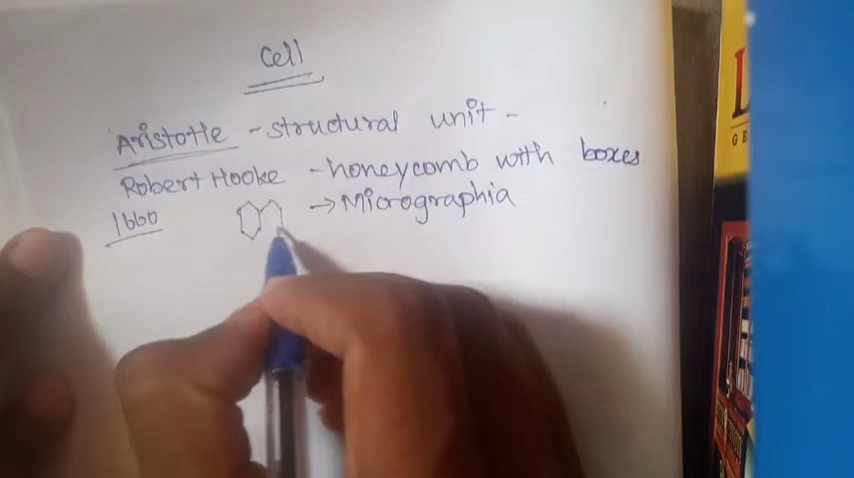 Cell
Aristotle - structural unit -
Robert Hooke - honeycomb with boxes
1660 → Micrographia